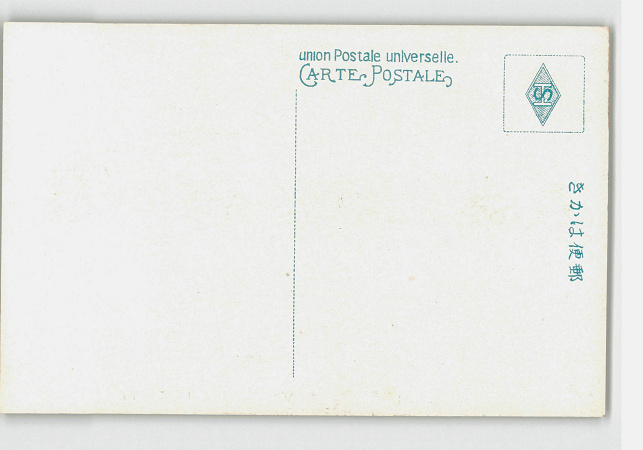 union Postale universelle.
CARTE POSTALE
きかは便郵